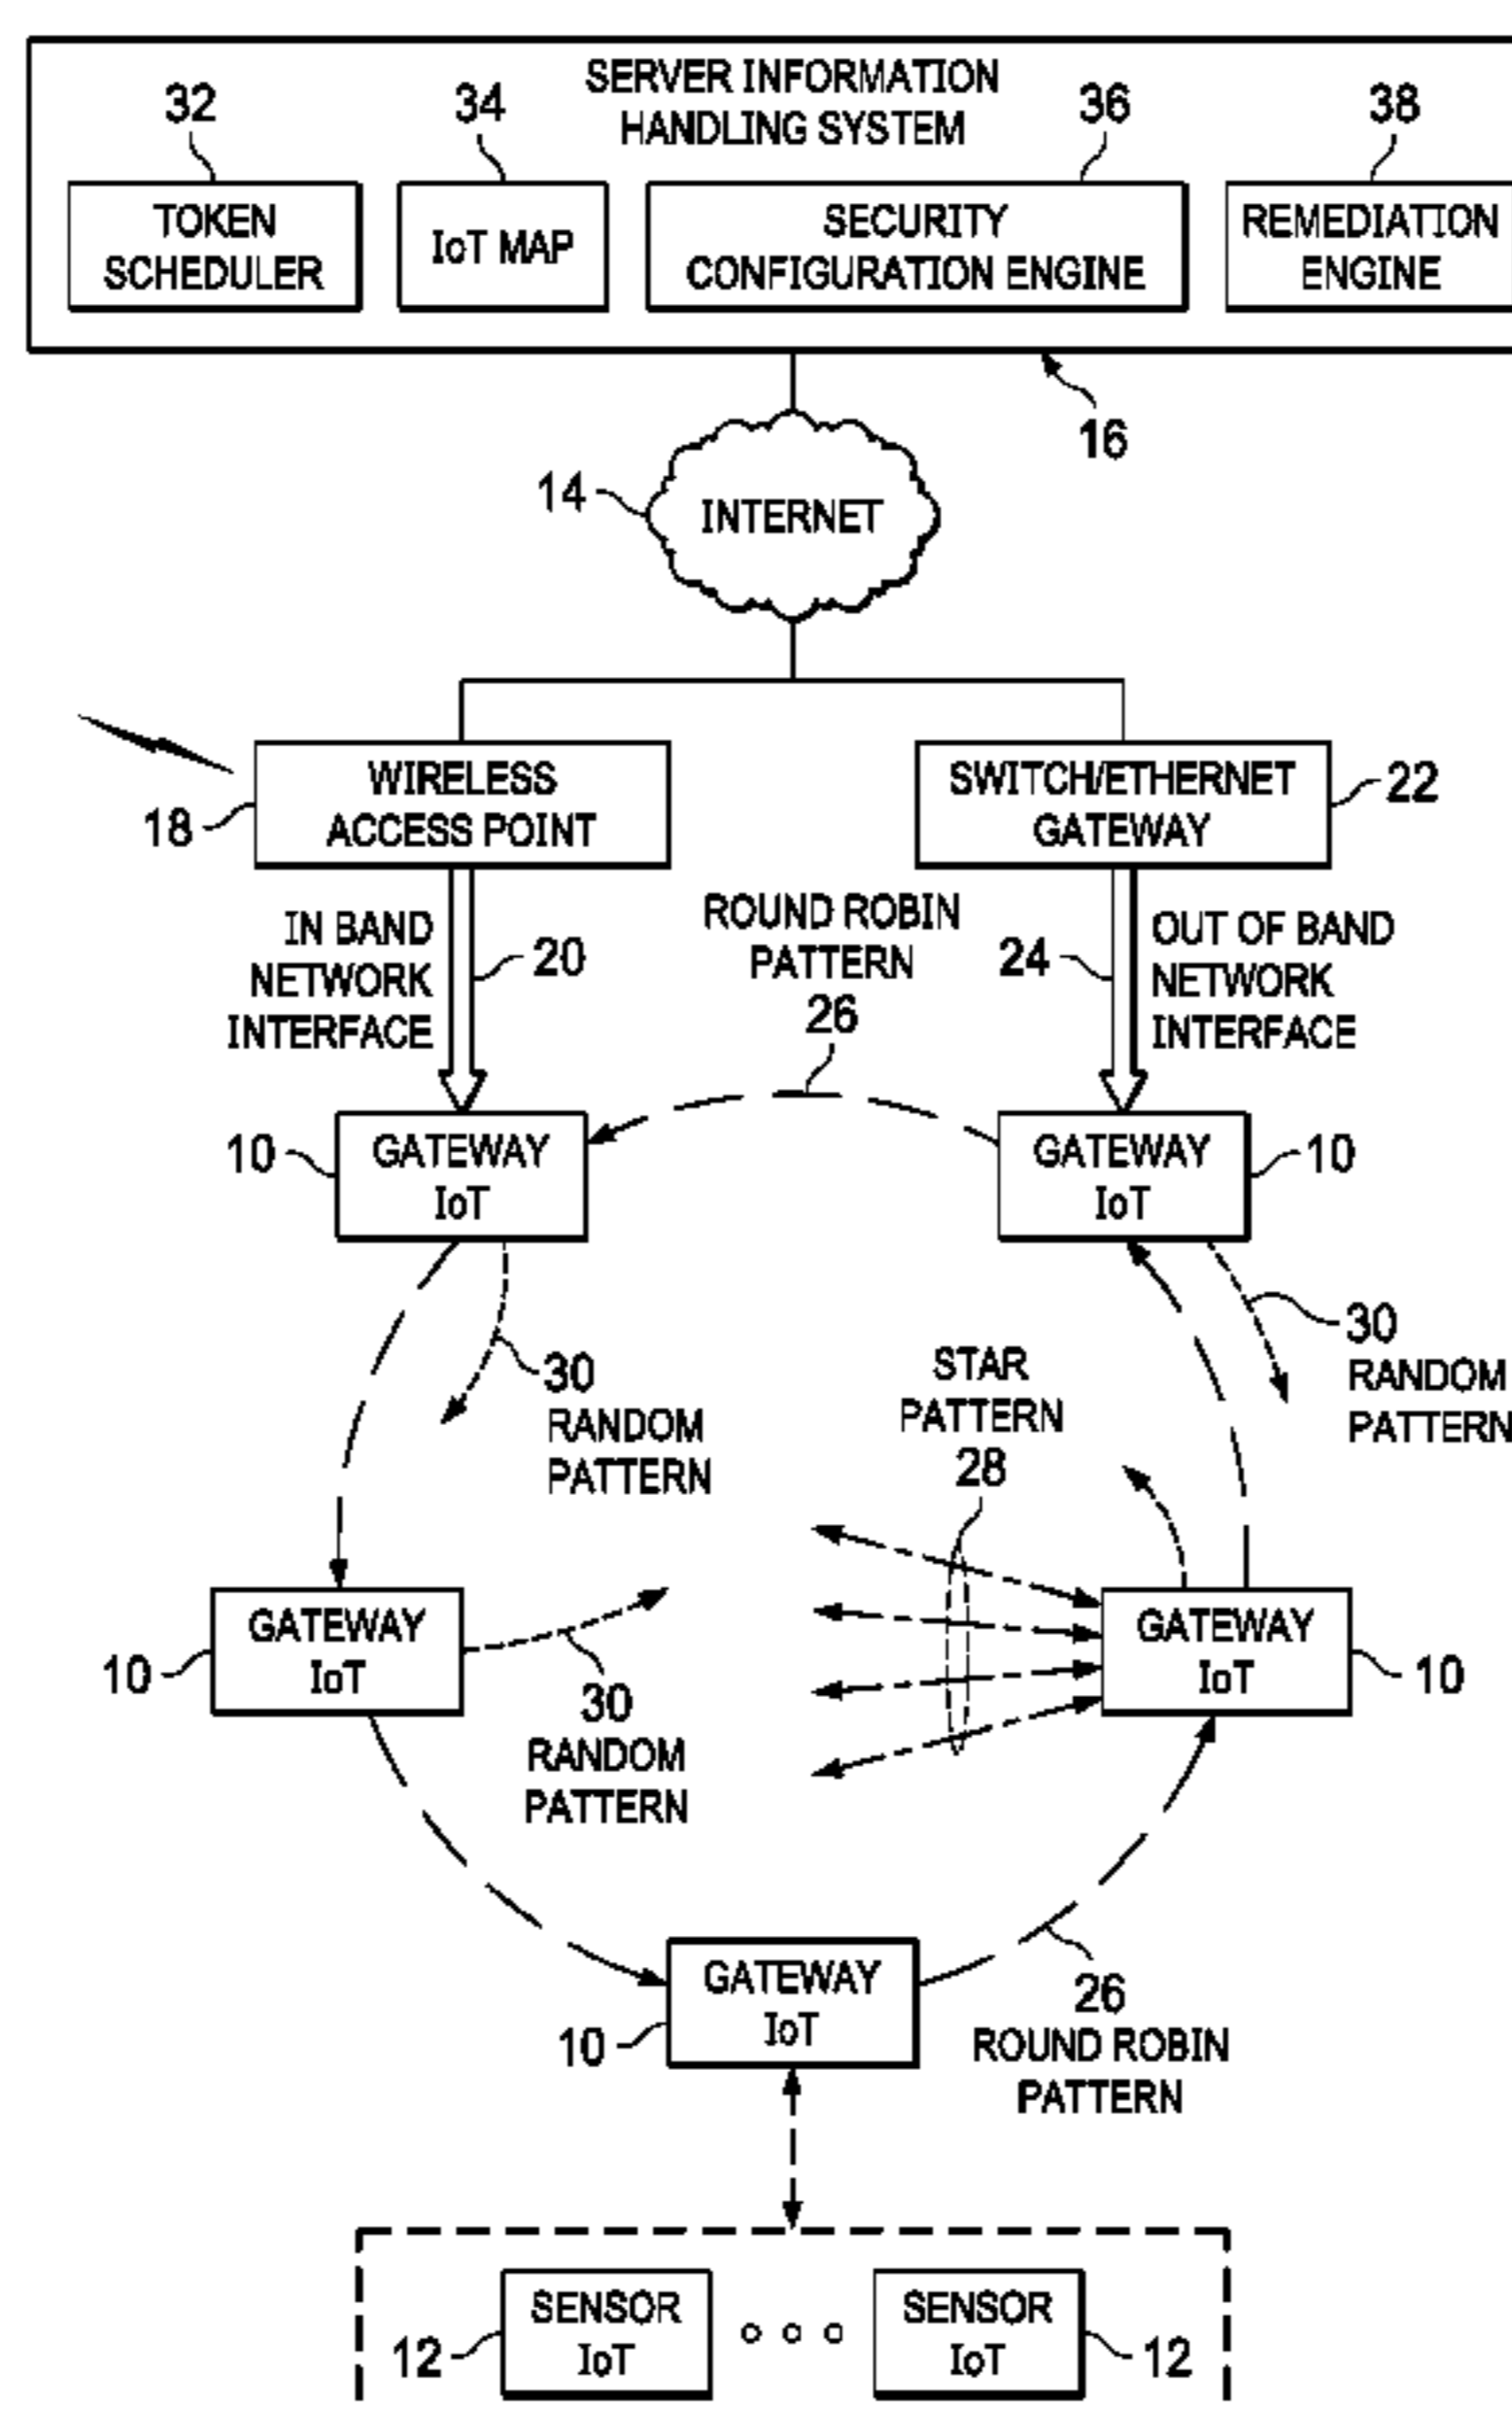 SERVER INFORMATION
HANDLING SYSTEM
32
34
36
38
TOKEN
SCHEDULER
IoT MAP
SECURITY
CONFIGURATION ENGINE
REMEDIATION
ENGINE
16
14
INTERNET
WIRELESS
ACCESS POINT
18
SWITCH/ETHERNET
GATEWAY
22
IN BAND
NETWORK
INTERFACE
20
ROUND ROBIN
PATTERN
26
24
OUT OF BAND
NETWORK
INTERFACE
10
GATEWAY
IoT
GATEWAY
IoT
10
30
RANDOM
PATTERN
STAR
PATTERN
28
30
RANDOM
PATTERN
10
GATEWAY
IoT
30
RANDOM
PATTERN
GATEWAY
IoT
10
10
GATEWAY
IoT
26
ROUND ROBIN
PATTERN
12
SENSOR
IoT
SENSOR
IoT
12